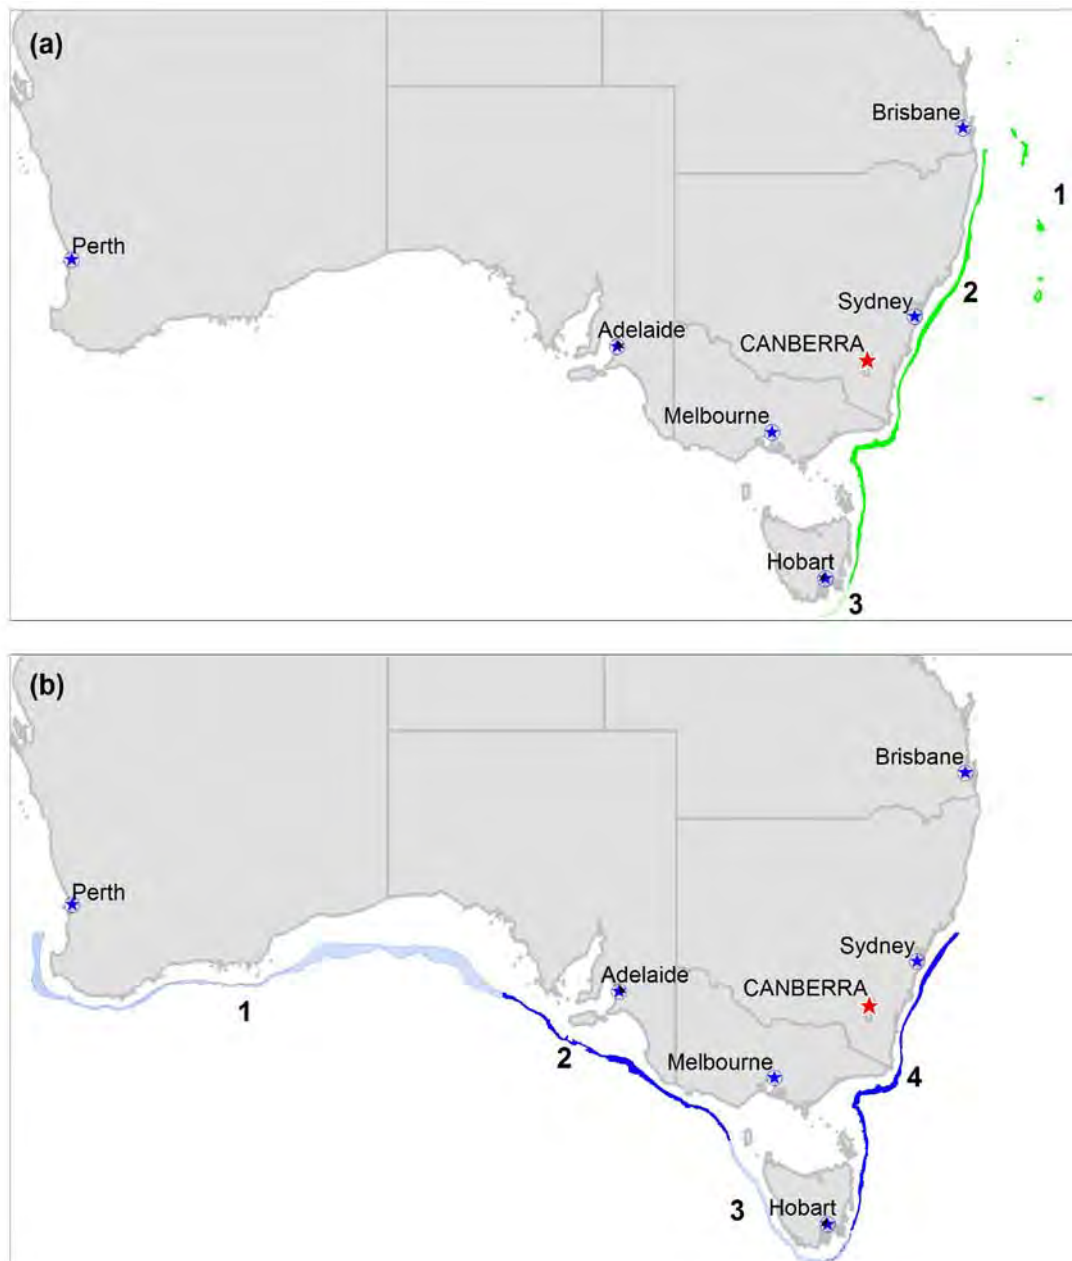 (a)
Brisbane
1
Perth
2
Sydney
Adelaide
CANBERRA
Melbourne
Hobart
3
(b)
Brisbane
Perth
Sydney
Adelaide
CANBERRA
1
2
Melbourne
4
3
Hobart